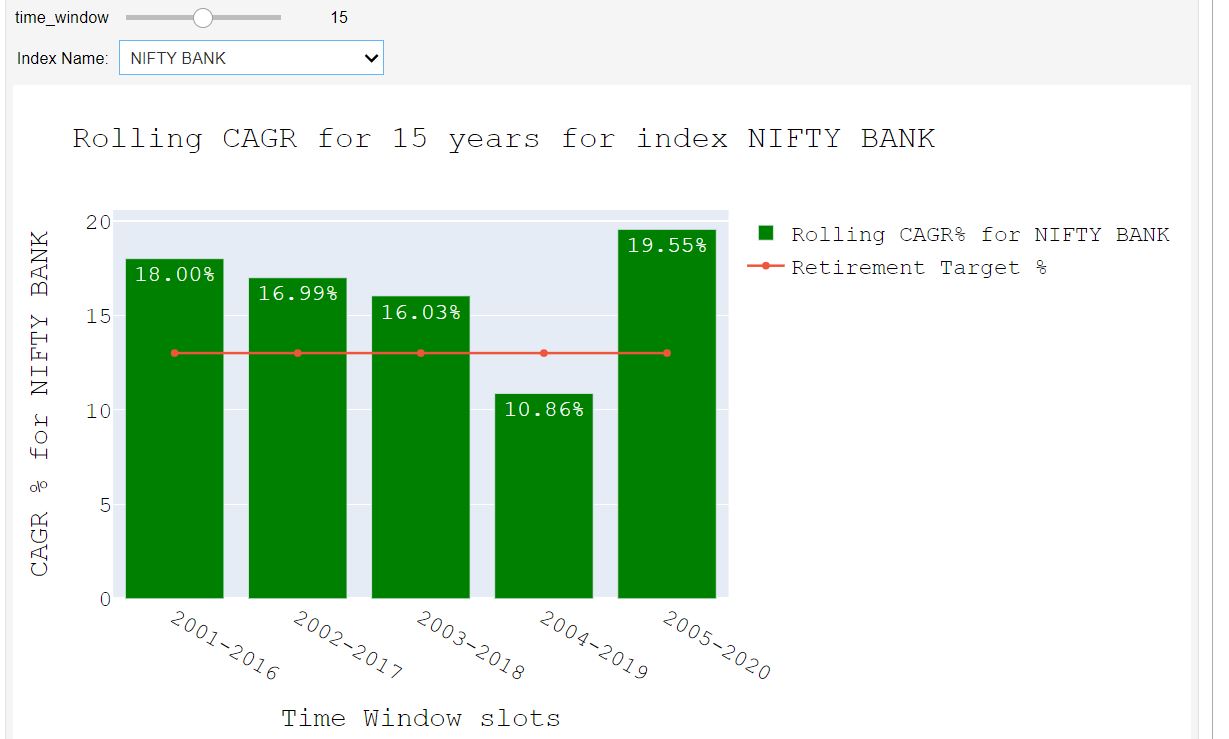 time_window 15
Index Name: NIFTY BANK
Rolling CAGR for 15 years for index NIFTY BANK
CAGR % for NIFTY BANK
20
15
10
5
0
18.00%
16.99%
16.03%
10.86%
19.55%
Rolling CAGR% for NIFTY BANK
Retirement Target %
2001-2016
2002-2017
2003-2018
2004-2019
2005-2020
Time Window slots